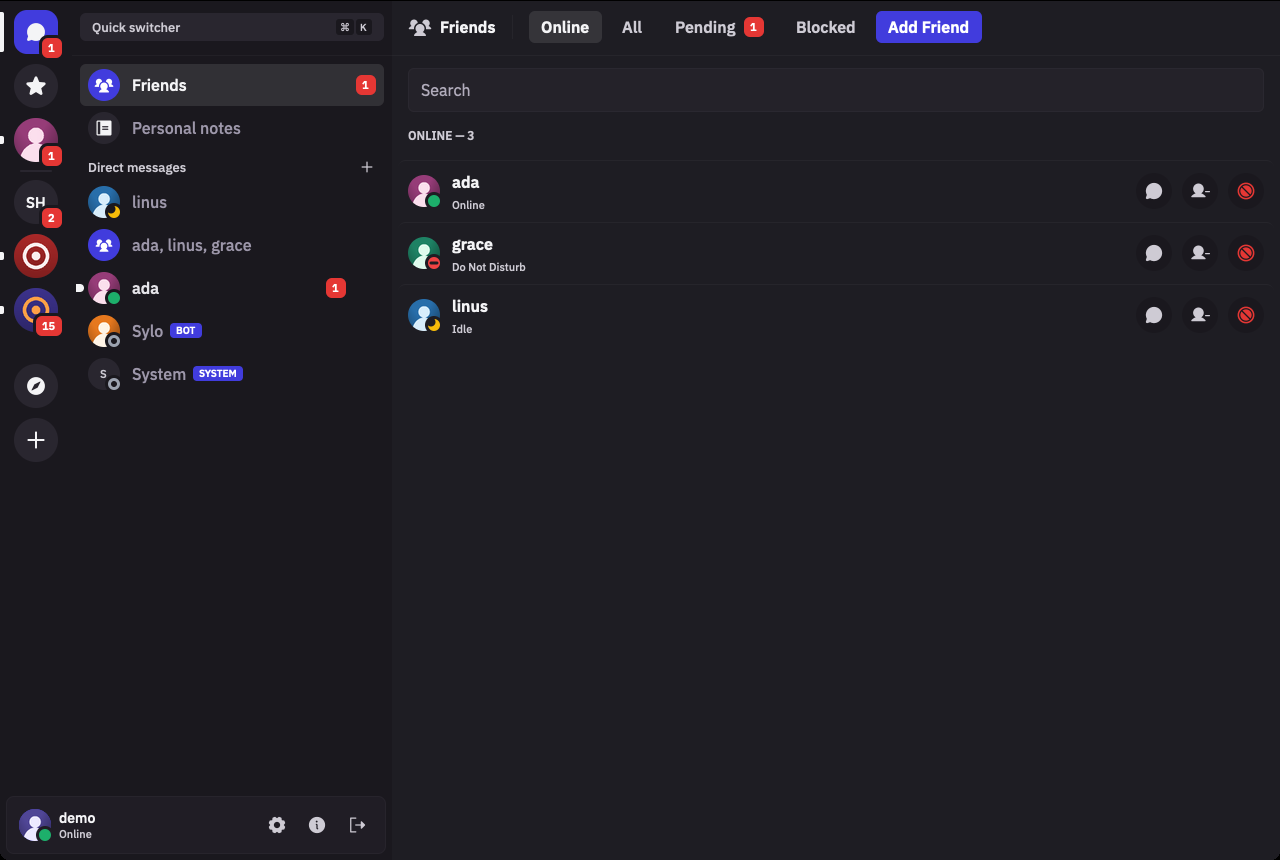 1
1
SH
2
15
Quick switcher ⌘ K
Friends 1
Personal notes
Direct messages
linus
ada, linus, grace
ada 1
Sylo BOT
S System SYSTEM
demo
Online
Friends Online All Pending 1 Blocked Add Friend
Search
ONLINE — 3
ada
Online
grace
Do Not Disturb
linus
Idle